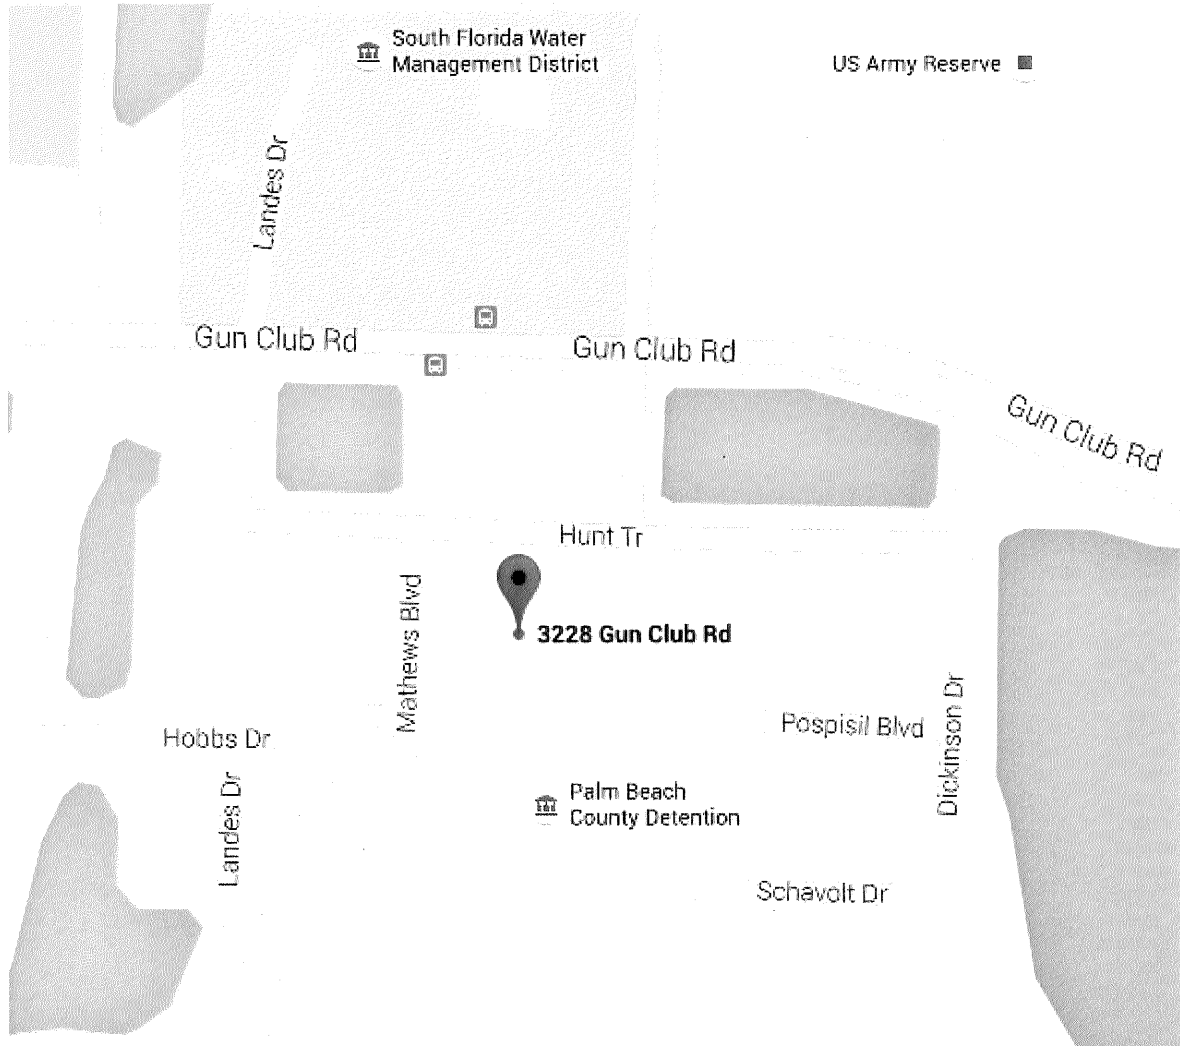 South Florida Water
Management District
US Army Reserve
Landes Dr
Gun Club Rd
Gun Club Rd
Gun Club Rd
Hunt Tr
Mathews Blvd
3228 Gun Club Rd
Hobbs Dr
Pospisil Blvd
Dickinson Dr
Landes Dr
Palm Beach
County Detention
Schavolt Dr